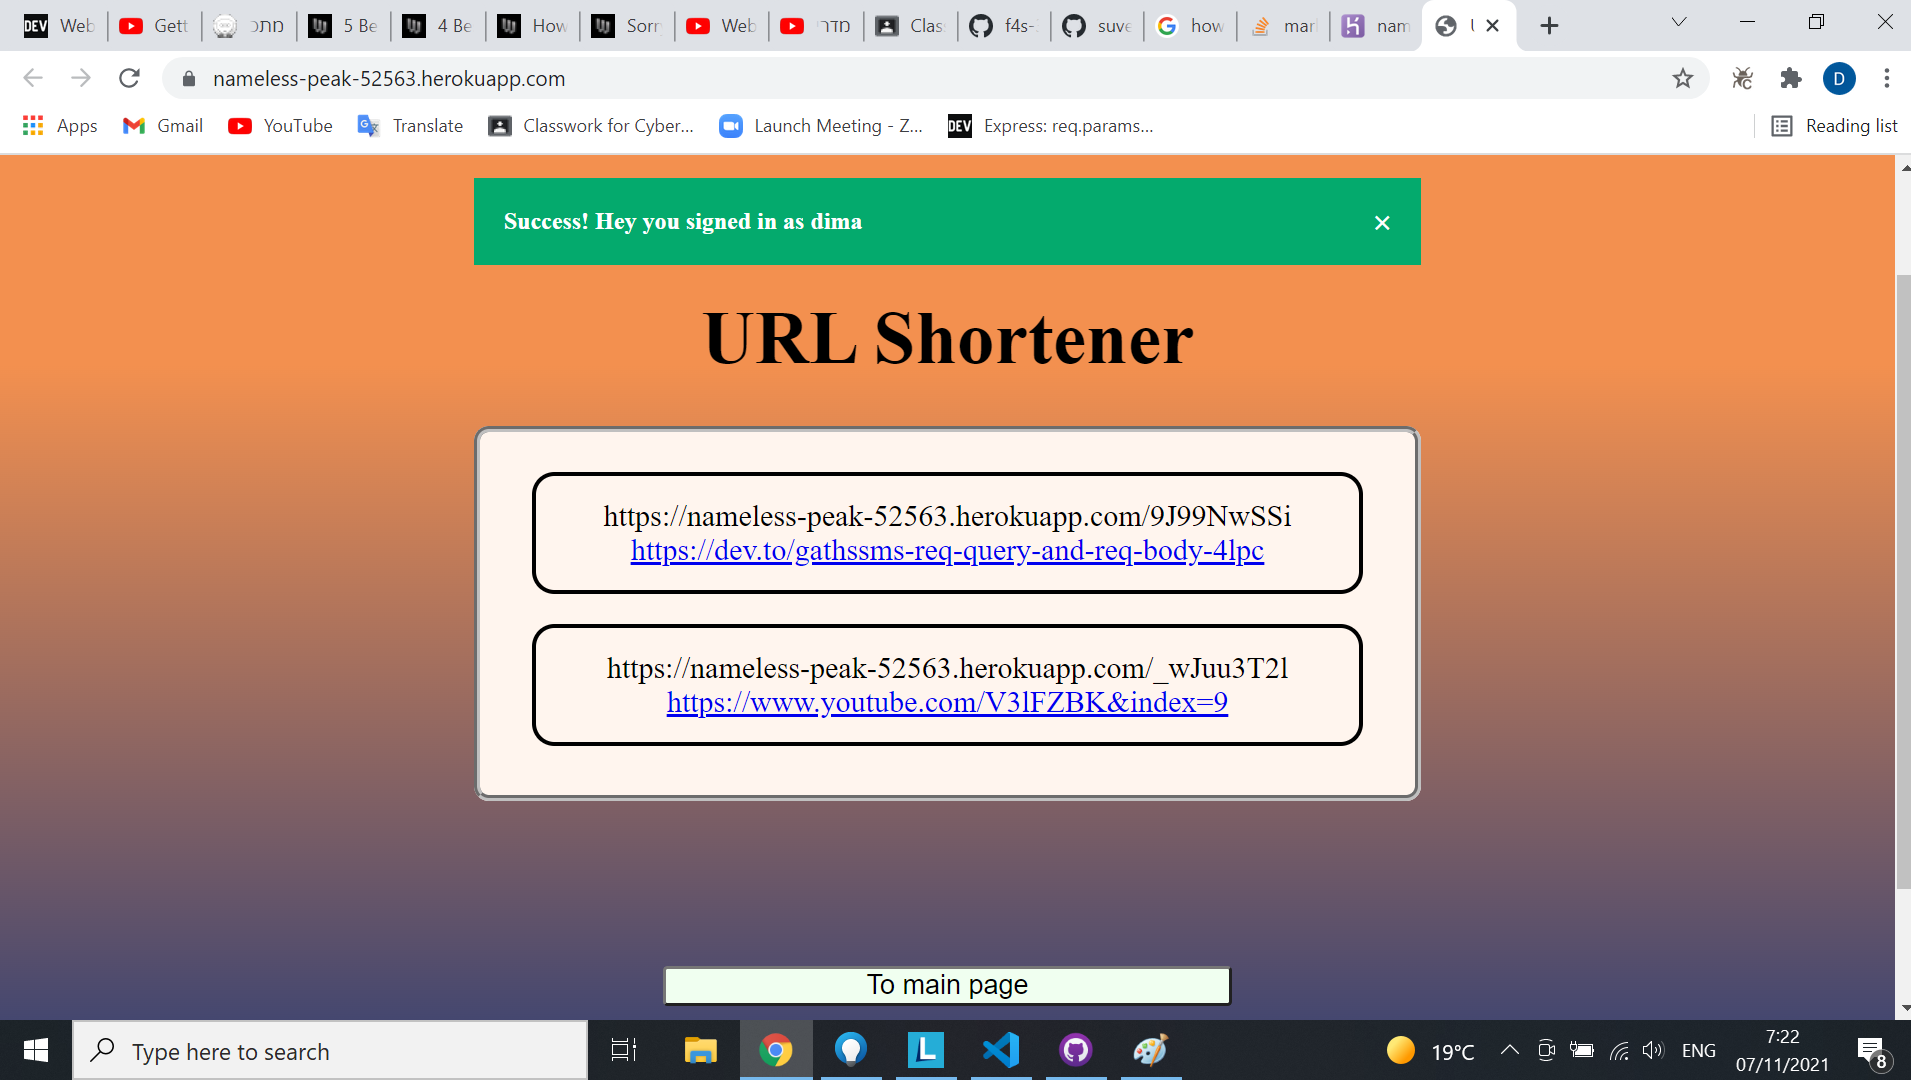 DEV Web
Gett
מתכ
5 Be
4 Be
How
Sorr
Web
מדרי
Clas
f4s-
suve
how
mar
nam
nameless-peak-52563.herokuapp.com
D
Apps
Gmail
YouTube
Translate
Classwork for Cyber...
Launch Meeting - Z...
DEV Express: req.params...
Reading list
Success! Hey you signed in as dima
URL Shortener
https://nameless-peak-52563.herokuapp.com/9J99NwSSi
https://dev.to/gathssms-req-query-and-req-body-4lpc
https://nameless-peak-52563.herokuapp.com/_wJuu3T2l
https://www.youtube.com/V3lFZBK&index=9
To main page
Type here to search
L
19°C
ENG
7:22
07/11/2021
8